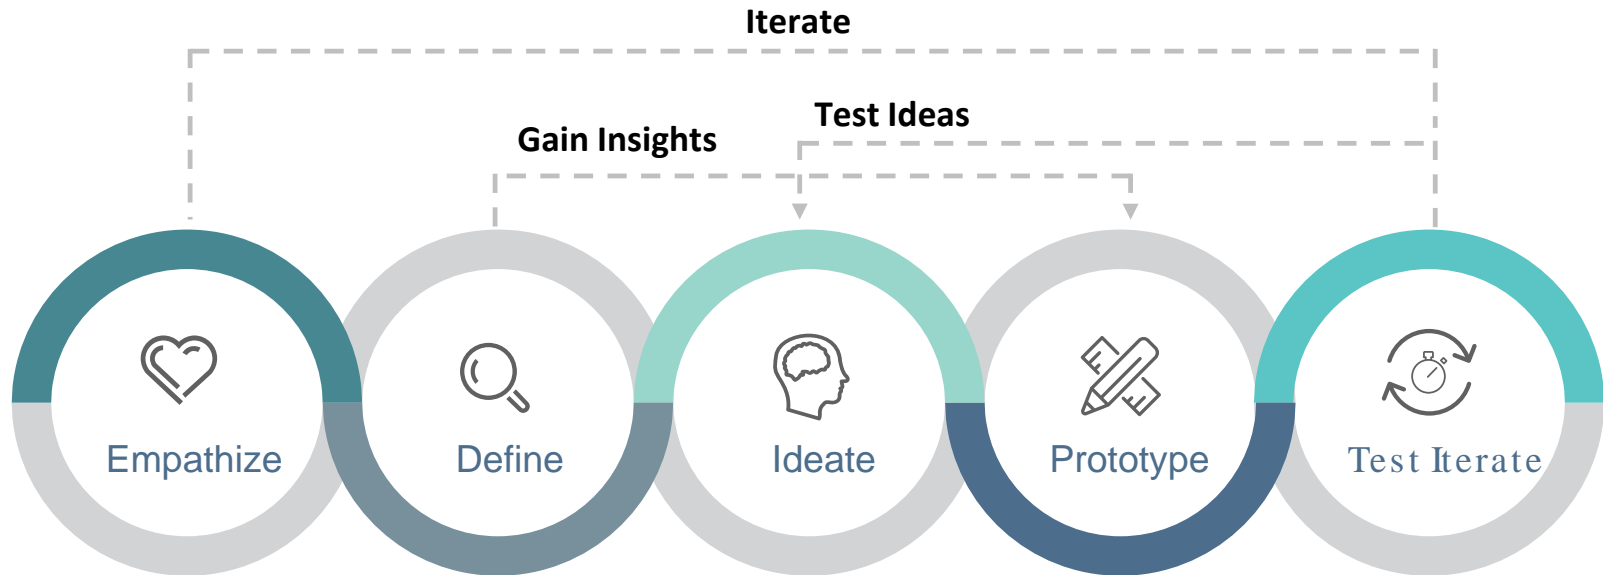 Iterate
Test Ideas
Gain Insights
Empathize
Define
Ideate
Prototype
Test Iterate